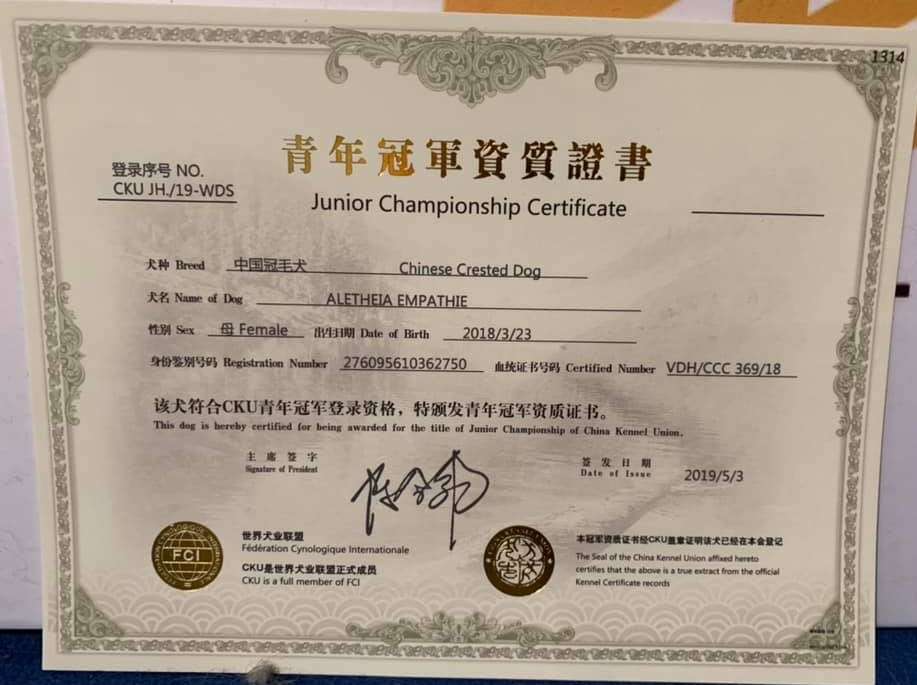 1314
青年冠軍資質證書
登录序号 NO.
CKU JH./19-WDS
Junior Championship Certificate
犬种 Breed 中国冠毛犬 Chinese Crested Dog
犬名 Name of Dog ALETHEIA EMPATHIE
性别 Sex 母 Female 出生日期 Date of Birth 2018/3/23
身份鉴别号码 Registration Number 276095610362750 血统证书号码 Certified Number VDH/CCC 369/18
该犬符合CKU青年冠军登录资格，特颁发青年冠军资质证书。
This dog is hereby certified for being awarded for the title of Junior Championship of China Kennel Union.
主席签字
Signature of President
签发日期
Date of Issue 2019/5/3
FCI
世界犬业联盟
Fédération Cynologique Internationale
CKU是世界犬业联盟正式成员
CKU is a full member of FCI
本冠军资质证书经CKU盖章证明该犬已经在本会登记
The Seal of the China Kennel Union affixed hereto
certifies that the above is a true extract from the official
Kennel Certificate records